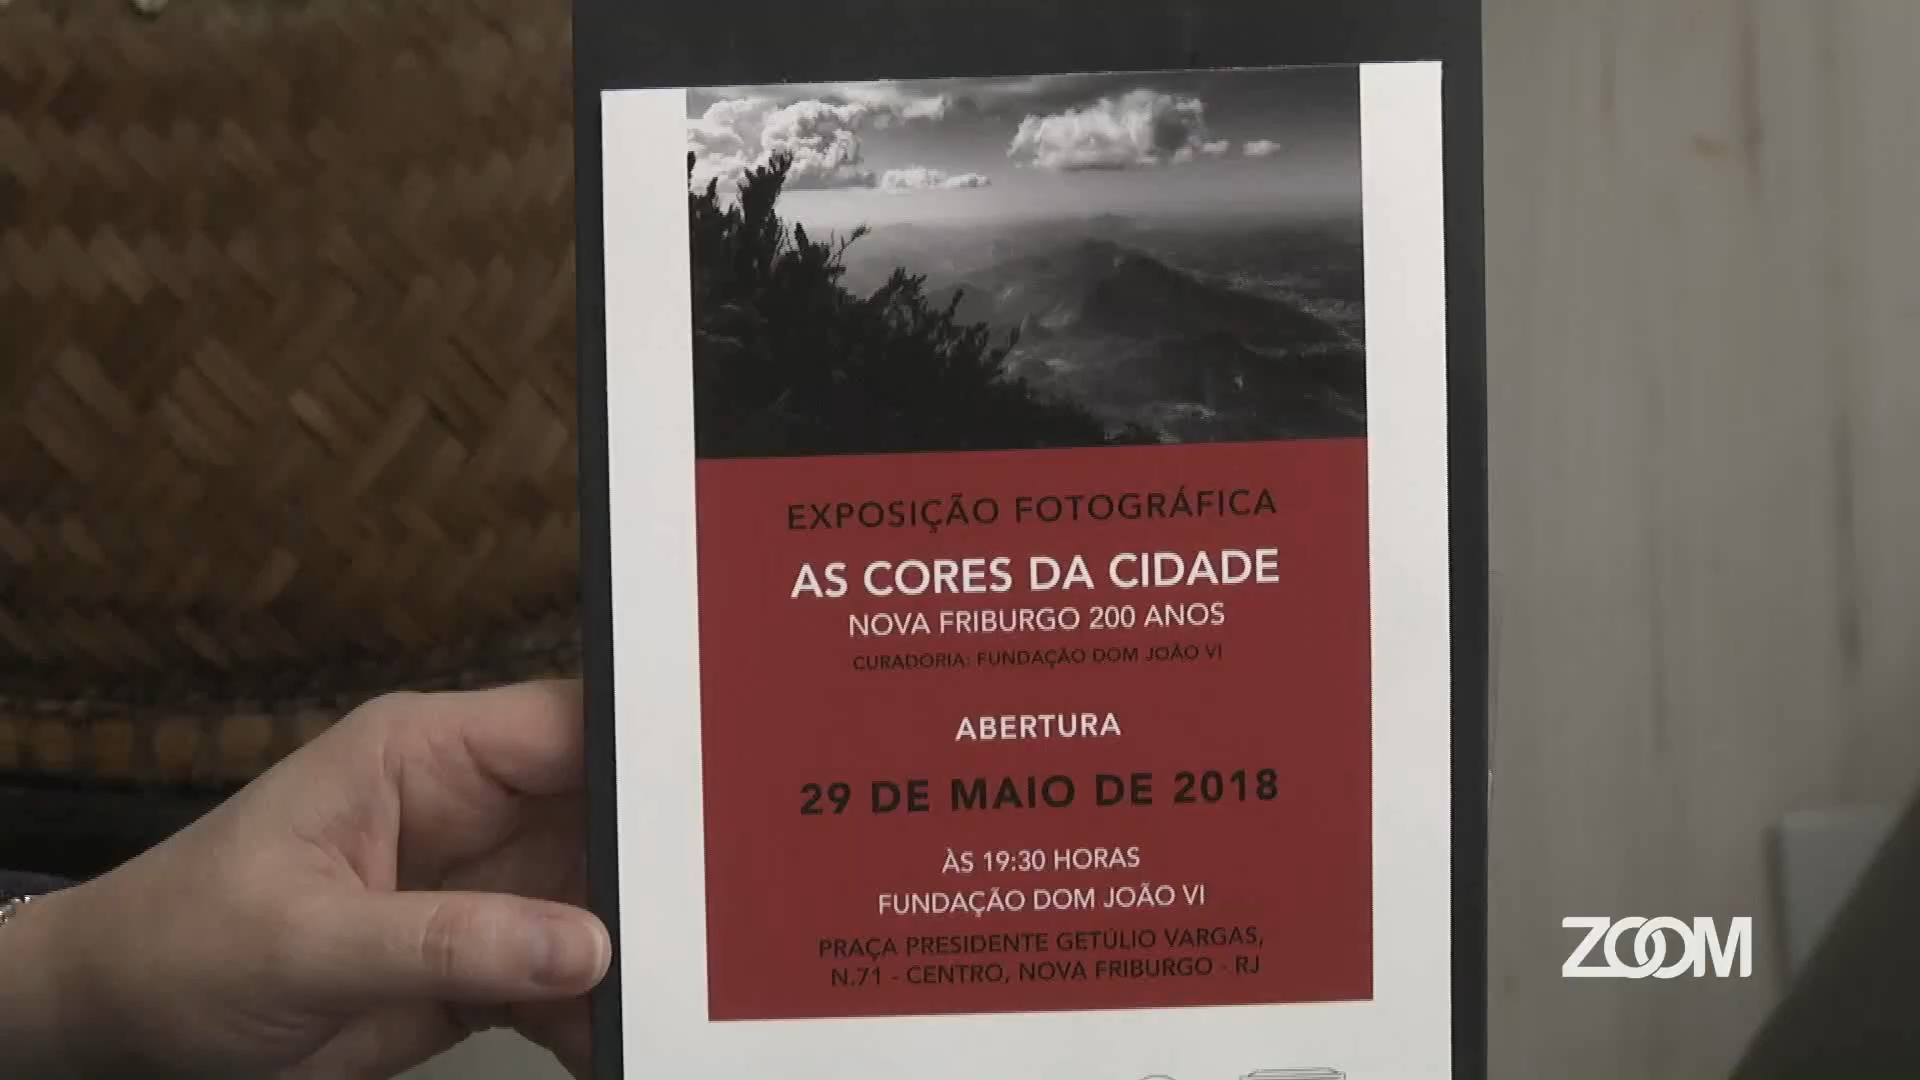 EXPOSIÇÃO FOTOGRÁFICA
AS CORES DA CIDADE
NOVA FRIBURGO 200 ANOS
CURADORIA: FUNDAÇÃO DOM JOÃO VI
ABERTURA
29 DE MAIO DE 2018
ÀS 19:30 HORAS
FUNDAÇÃO DOM JOÃO VI
PRAÇA PRESIDENTE GETÚLIO VARGAS,
N.71 - CENTRO, NOVA FRIBURGO - RJ
ZOOM